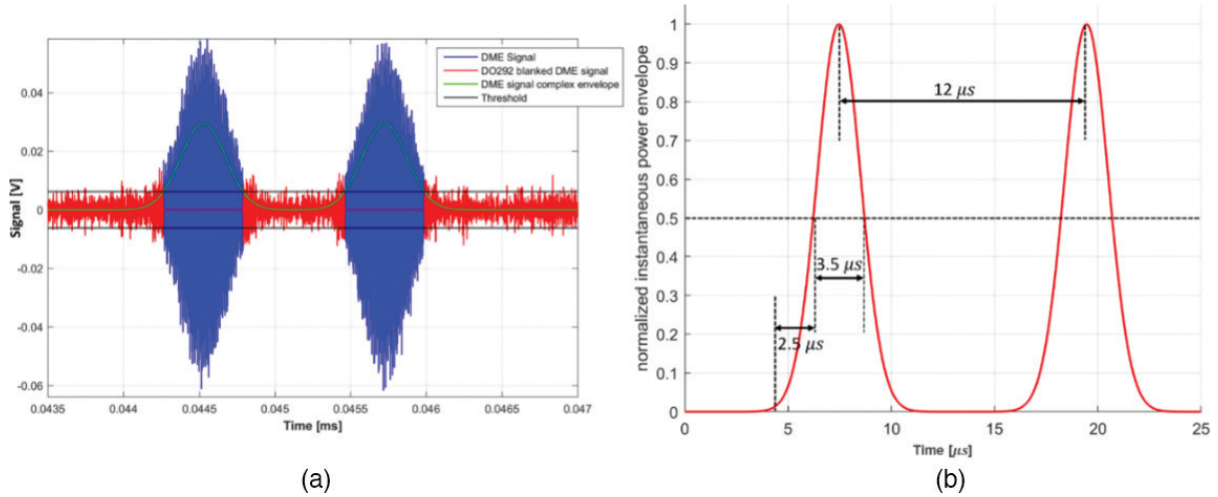 DME Signal
DO292 blanked DME signal
DME signal complex envelope
Threshold
Signal [V]
0.04
0.02
0
-0.02
-0.04
-0.06
0.0435
0.044
0.0445
0.045
0.0455
0.046
0.0465
0.047
Time [ms]
(a)
normalized instantaneous power envelope
1
0.9
0.8
0.7
0.6
0.5
0.4
0.3
0.2
0.1
0
12 μs
3.5 μs
2.5 μs
0
5
10
15
20
25
Time [μs]
(b)